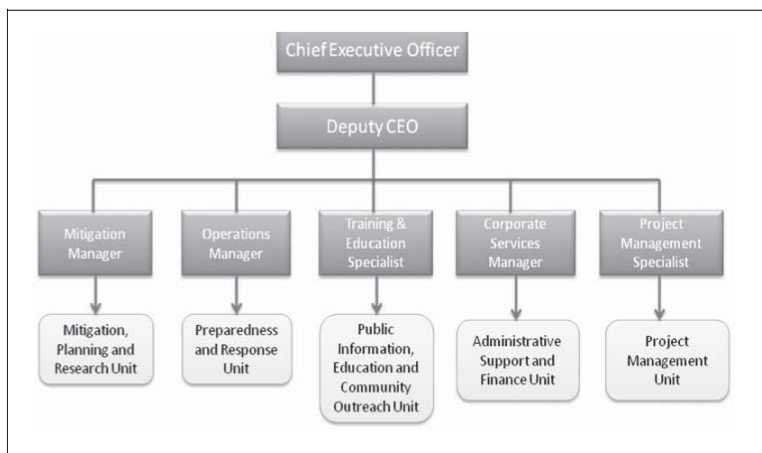 Chief Executive Officer
Deputy CEO
Mitigation
Manager
Operations
Manager
Training &
Education
Specialist
Corporate
Services
Manager
Project
Management
Specialist
Mitigation,
Planning and
Research Unit
Preparedness
and Response
Unit
Public
Information,
Education and
Community
Outreach Unit
Administrative
Support and
Finance Unit
Project
Management
Unit